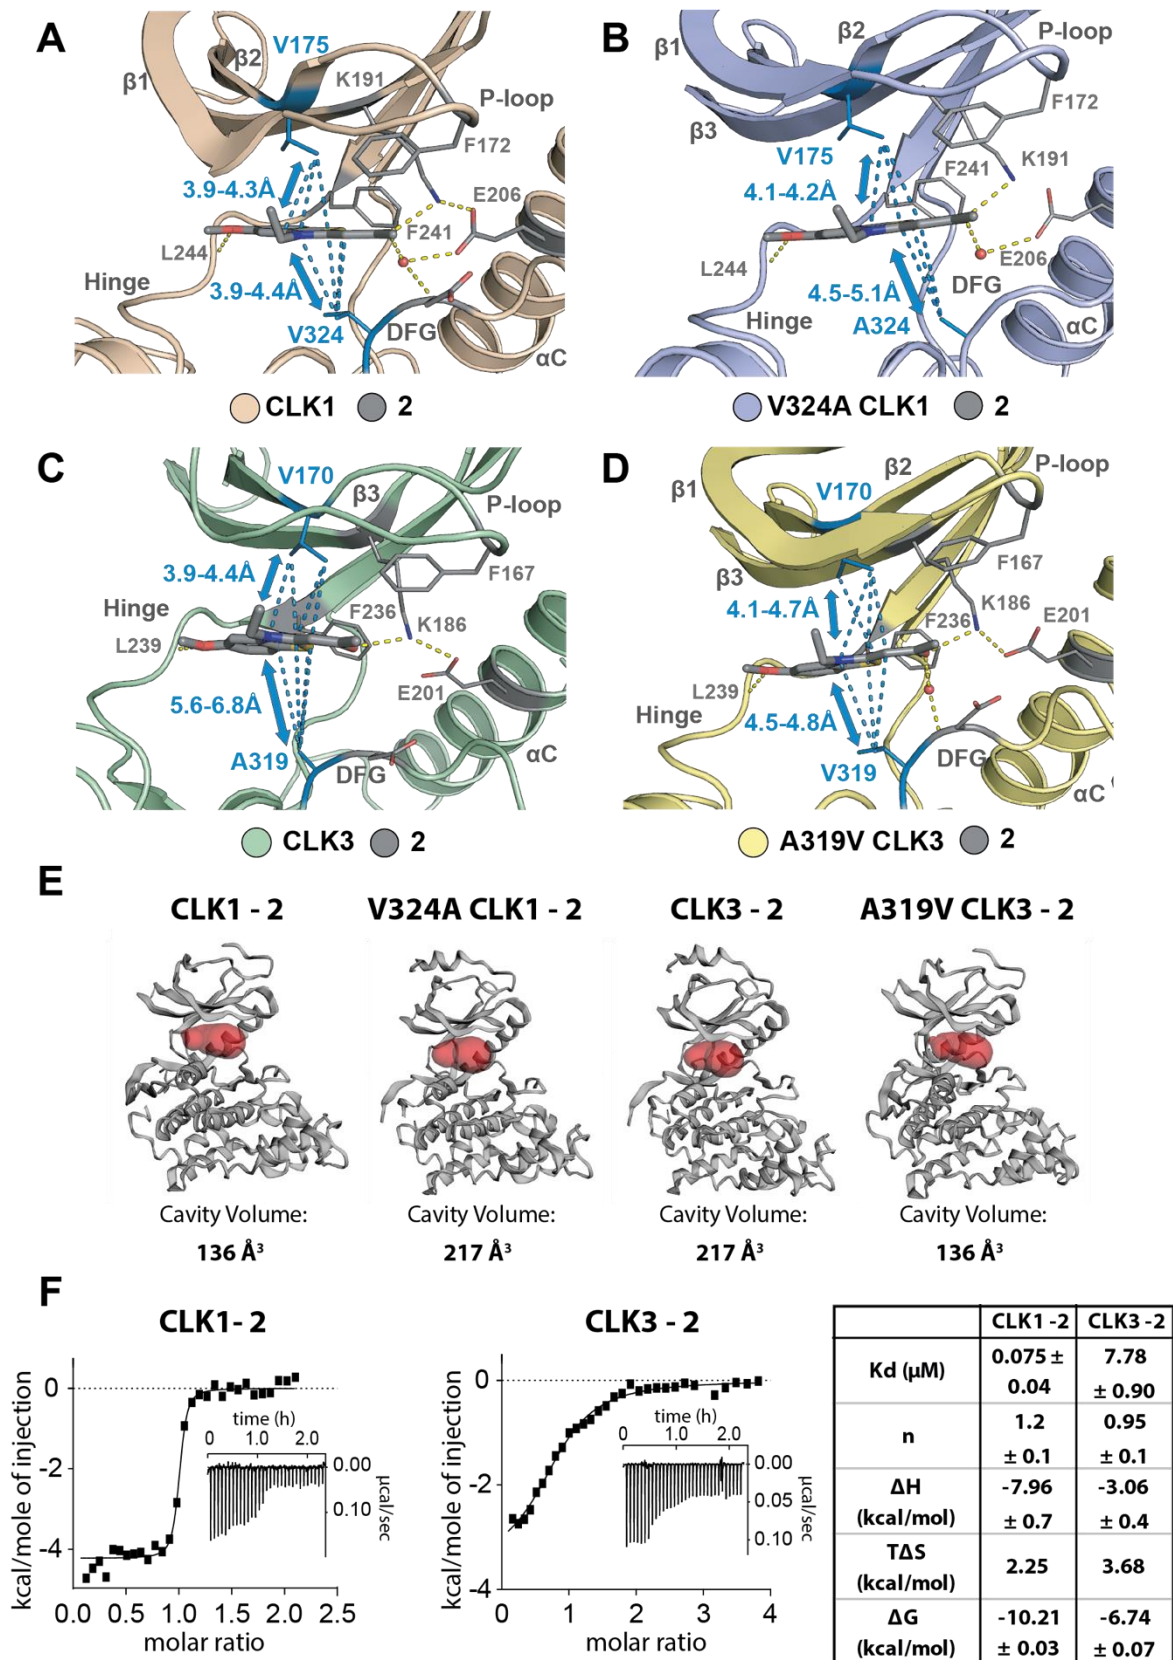 A
V175
β2
β1
K191
P-loop
F172
3.9-4.3Å
E206
F241
L244
Hinge
3.9-4.4Å
V324
DFG
αC
CLK1 2
B
β2
P-loop
β1
F172
β3
V175
F241
K191
4.1-4.2Å
L244
E206
4.5-5.1Å
DFG
Hinge
A324
αC
V324A CLK1 2
C
V170
β3
P-loop
F167
3.9-4.4Å
Hinge
F236
K186
L239
E201
5.6-6.8Å
A319
DFG
αC
CLK3 2
D
β2
P-loop
V170
β1
F167
β3
K186
4.1-4.7Å
F236
E201
L239
Hinge
4.5-4.8Å
V319
DFG
αC
A319V CLK3 2
E
CLK1 - 2 V324A CLK1 - 2 CLK3 - 2 A319V CLK3 - 2
Cavity Volume: Cavity Volume: Cavity Volume: Cavity Volume:
136 Å³ 217 Å³ 217 Å³ 136 Å³
F
CLK1- 2
kcal/mole of injection
0
-2
-4
time (h)
0 1.0 2.0
0.00
0.10
µcal/sec
0.0 0.5 1.0 1.5 2.0 2.5
molar ratio
CLK3 - 2
kcal/mole of injection
0
-2
-4
time (h)
0 1.0 2.0
0.00
0.05
0.10
µcal/sec
0 1 2 3 4
molar ratio
CLK1 -2 CLK3 -2
Kd (µM) 0.075 ± 0.04 7.78 ± 0.90
n 1.2 ± 0.1 0.95 ± 0.1
ΔH (kcal/mol) -7.96 ± 0.7 -3.06 ± 0.4
TΔS (kcal/mol) 2.25 3.68
ΔG (kcal/mol) -10.21 ± 0.03 -6.74 ± 0.07